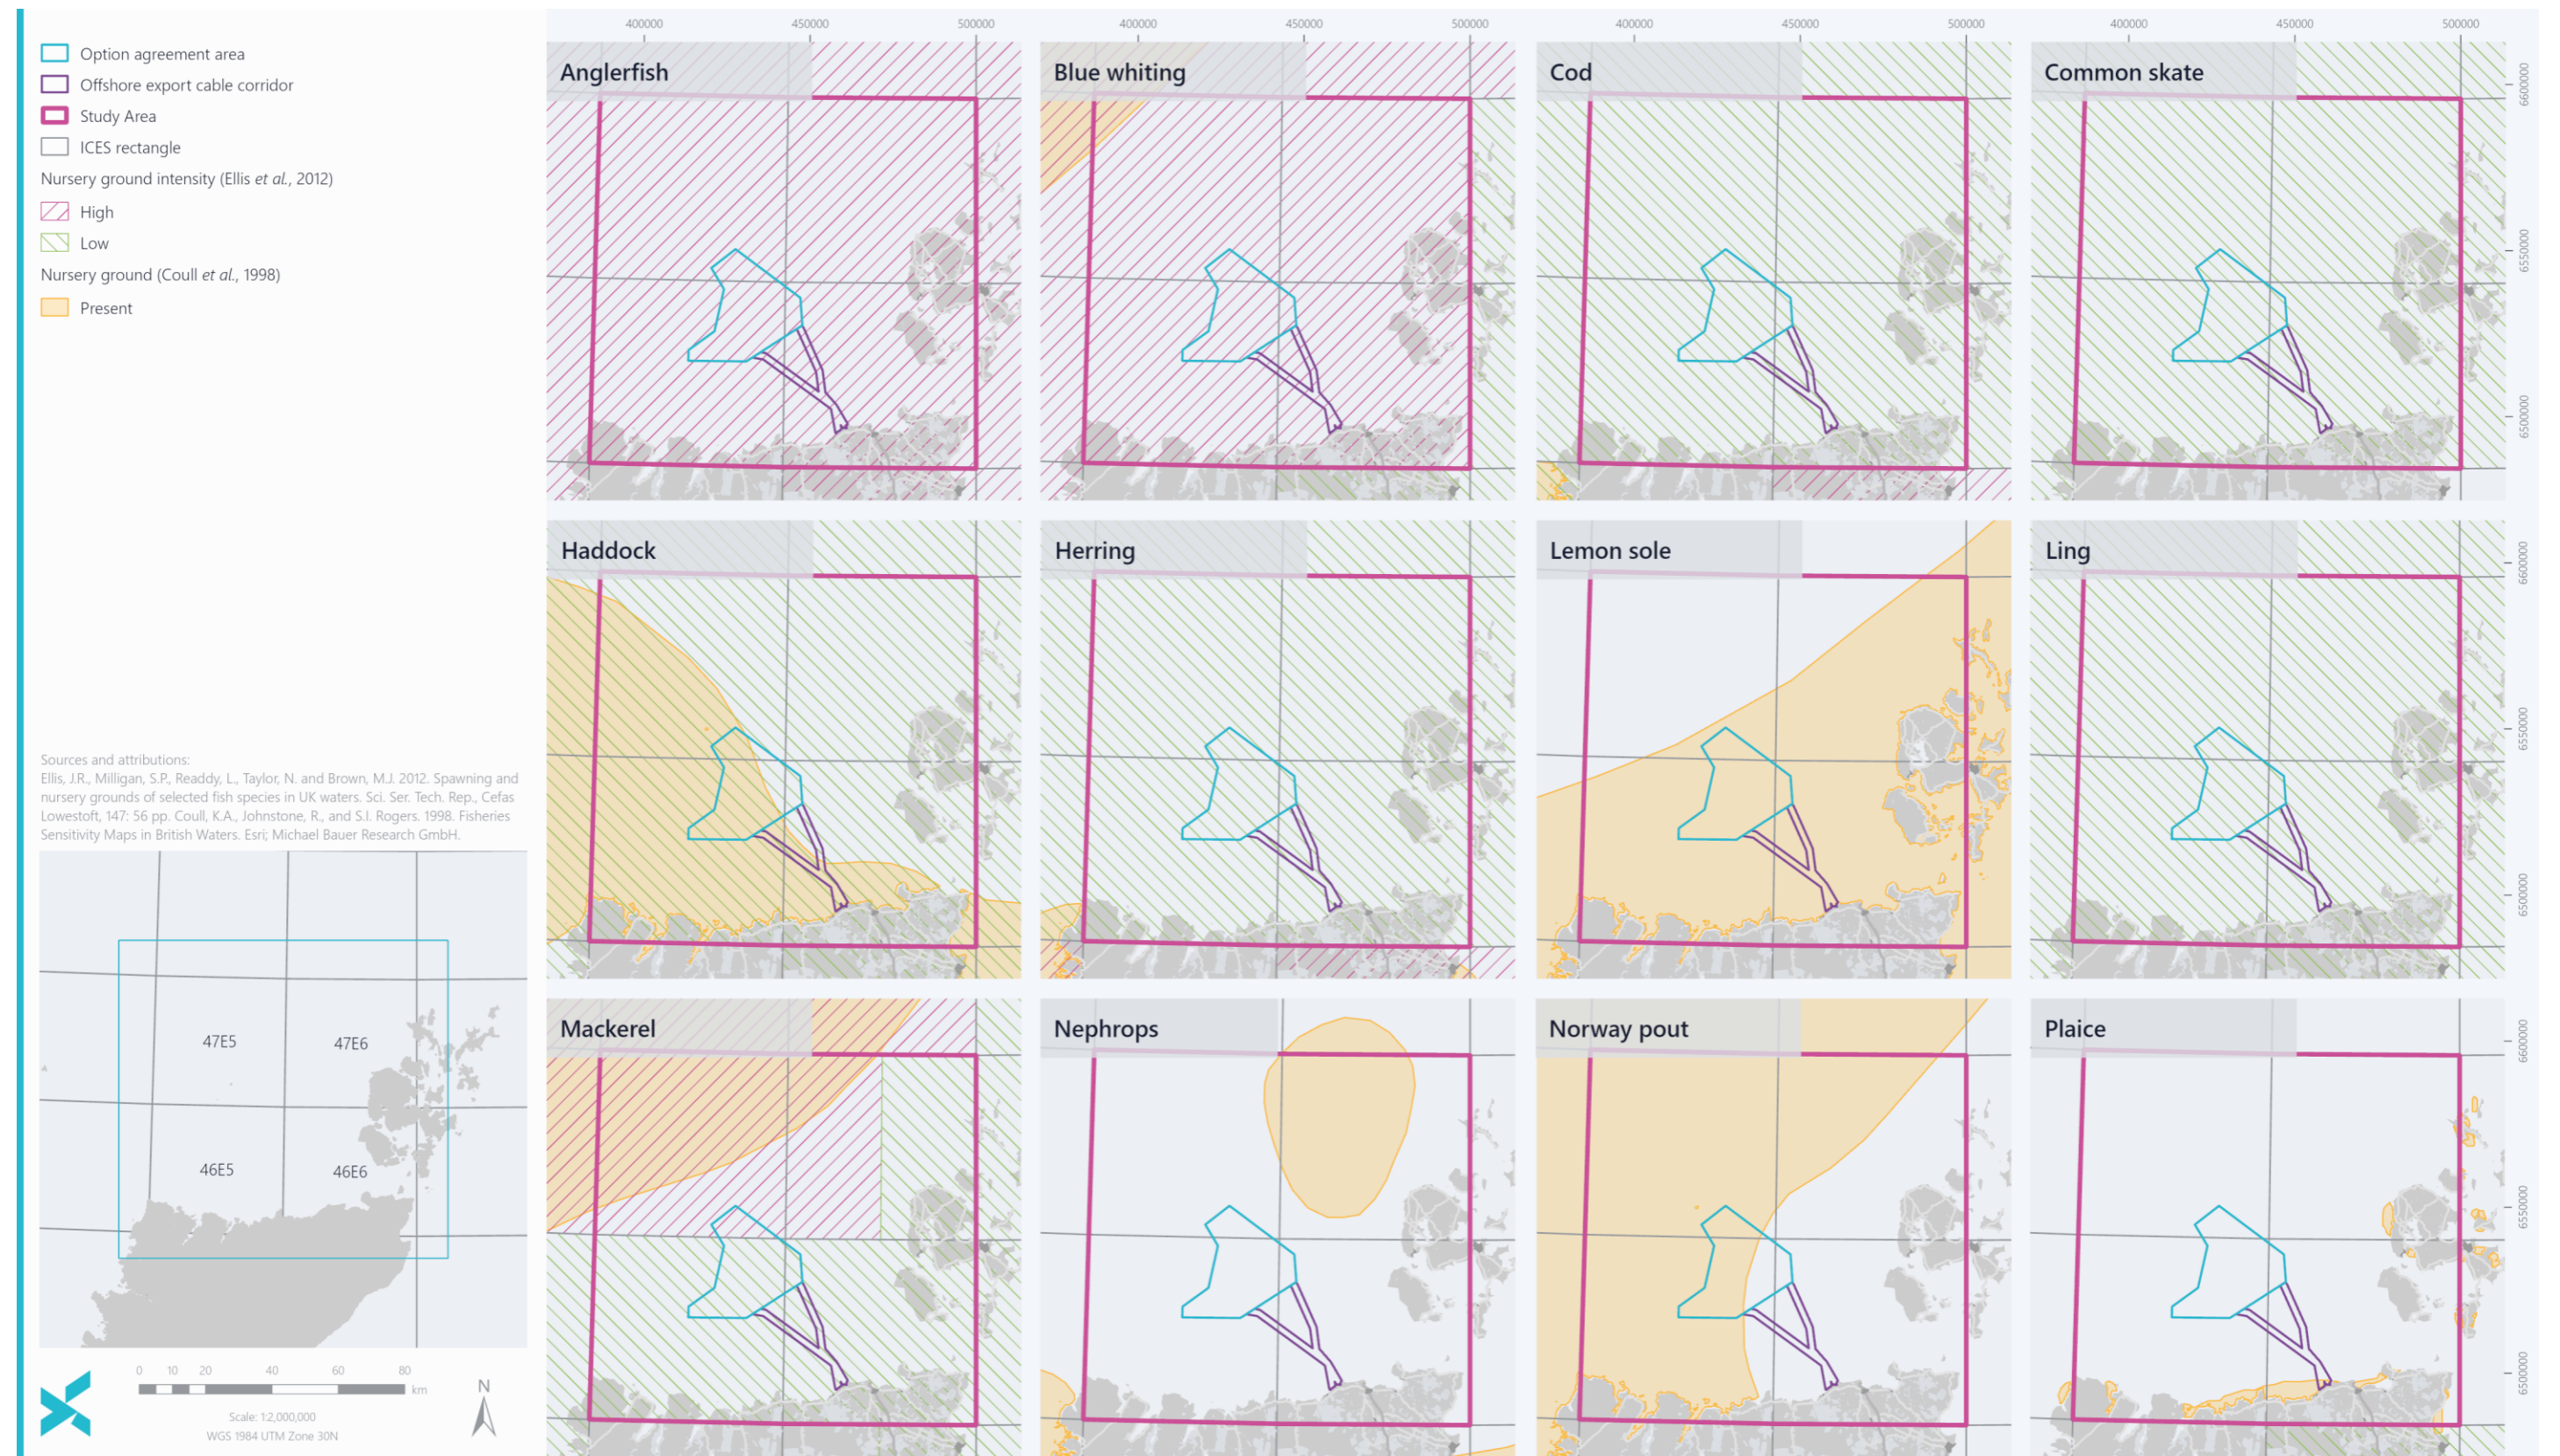 Option agreement area
Offshore export cable corridor
Study Area
ICES rectangle
Nursery ground intensity (Ellis et al., 2012)
High
Low
Nursery ground (Coull et al., 1998)
Present
Sources and attributions:
Ellis, J.R., Milligan, S.P., Readdy, L., Taylor, N. and Brown, M.J. 2012. Spawning and
nursery grounds of selected fish species in UK waters. Sci. Ser. Tech. Rep., Cefas
Lowestoft, 147: 56 pp. Coull, K.A., Johnstone, R., and S.I. Rogers. 1998. Fisheries
Sensitivity Maps in British Waters. Esri; Michael Bauer Research GmbH.
47E5 47E6
46E5 46E6
0 10 20 40 60 80
km
N
Scale: 1:2,000,000
WGS 1984 UTM Zone 30N
400000 450000 500000 400000 450000 500000 400000 450000 500000 400000 450000 500000
Anglerfish
Blue whiting
Cod
Common skate
6600000
6550000
6500000
Haddock
Herring
Lemon sole
Ling
6600000
6550000
6500000
Mackerel
Nephrops
Norway pout
Plaice
6600000
6550000
6500000